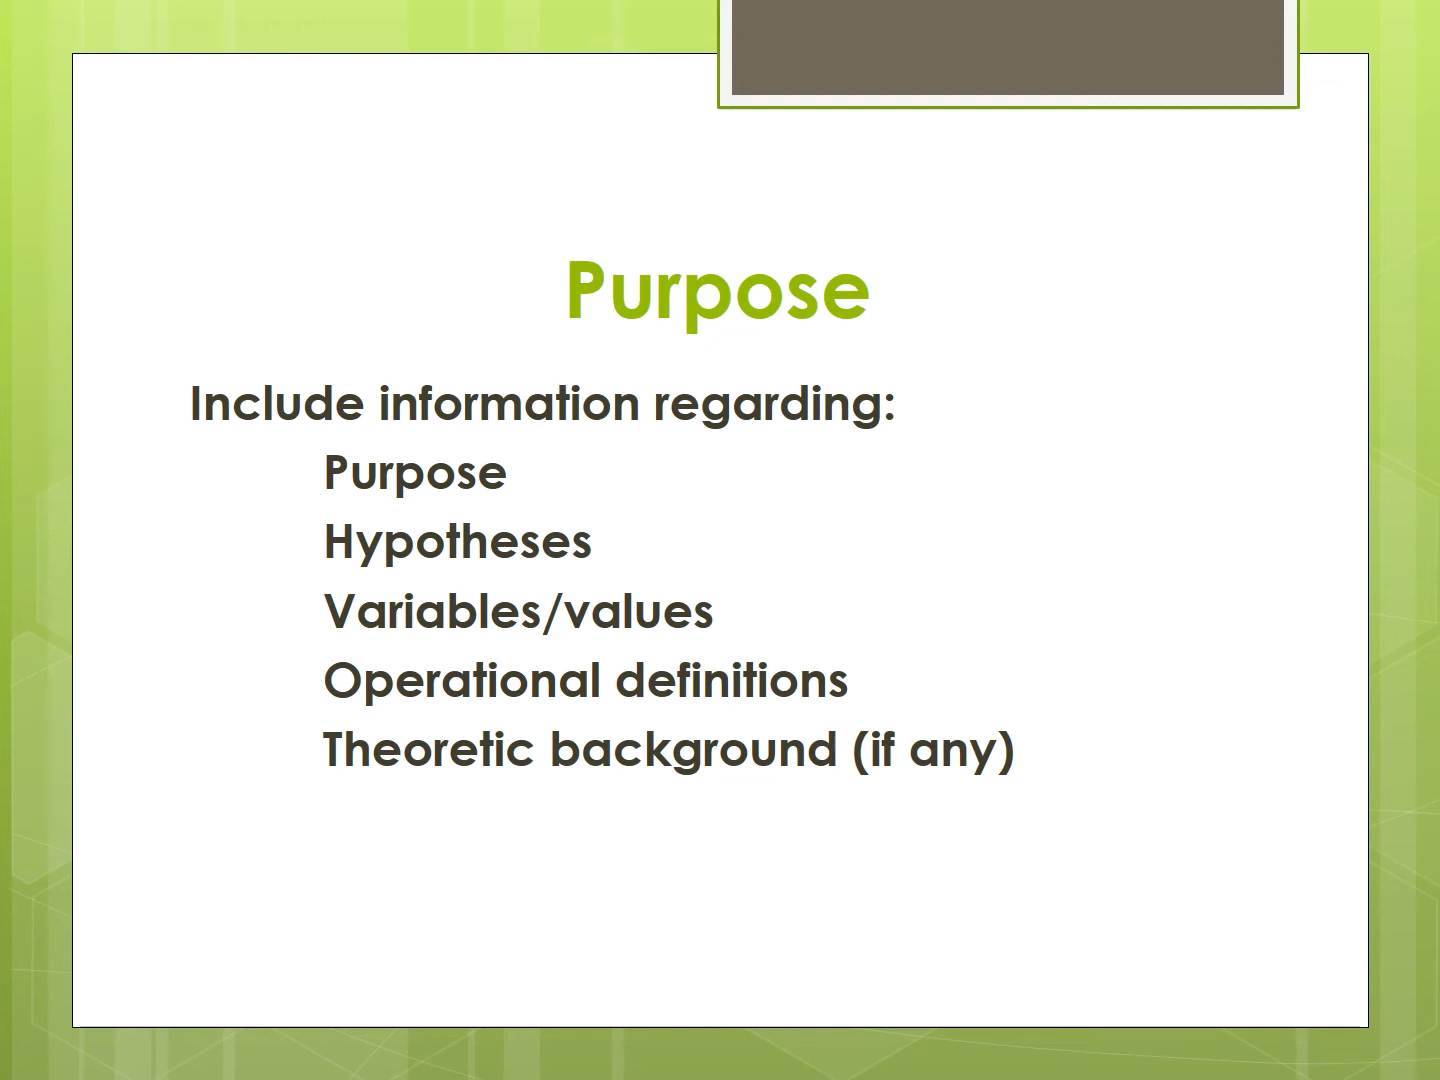 Purpose
Include information regarding:
Purpose
Hypotheses
Variables/values
Operational definitions
Theoretic background (if any)